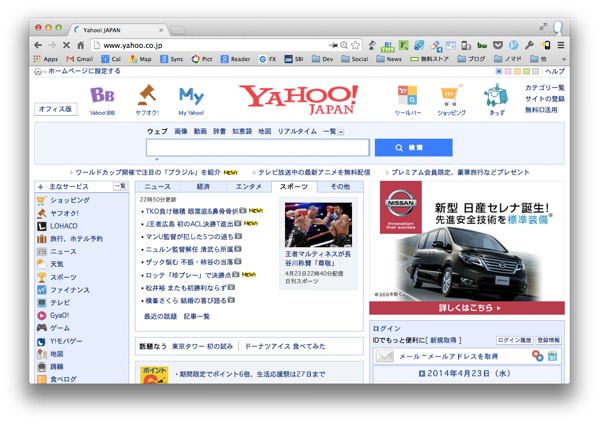 Yahoo! JAPAN
www.yahoo.co.jp
Apps Gmail Cal Map Sync Pict Reader FX SBI Dev Social News 無料ストア ブログ ノマド Own
ホームページに設定する
ヘルプ
オフィス版
BB
Yahoo! BB
ヤフオク!
My
My Yahoo!
YAHOO!
JAPAN
ツールバー
ショッピング
きっず
カテゴリ一覧
サイトの登録
無料ID活用
ウェブ 画像 動画 辞書 知恵袋 地図 リアルタイム 一覧
検索
ワールドカップ開催で注目の「ブラジル」を紹介 New!
テレビ放送中の最新アニメを無料配信
プレミアム会員限定、豪華旅行などプレゼント
主なサービス 一覧
ショッピング
ヤフオク!
LOHACO
旅行、ホテル予約
ニュース
天気
スポーツ
ファイナンス
テレビ
GyaO!
ゲーム
Y!モバゲー
地図
路線
食べログ
ニュース 経済 エンタメ スポーツ その他
22時50分更新
・TKO負け穂積 眼窩底&鼻骨骨折 NEW!
・J王者広島 初のACL決勝T進出 NEW!
・マンU監督が犯した5つの過ち
・ニュルン監督解任 清武ら所属
・ザック悩む 不振・柿谷の当落
・ロッテ「珍プレー」で決勝点 NEW!
・松井裕 またも初勝利ならず
・横峯さくら 結婚の喜び語る
最近の話題 記事一覧
王者マルティネスが長
谷川称賛「尊敬」
4月23日22時40分配信
日刊スポーツ
話題なう 東京タワー 初の試み ドーナツアイス 食べてみた
ポイント
6
・期間限定でポイント6倍、生活応援祭は27日まで
NISSAN
Innovation
that excites
新型 日産セレナ誕生!
先進安全技術を標準装備
詳しくはこちら
ログイン
IDでもっと便利に[ 新規取得 ]
ログイン履歴 登録情報
メール - メールアドレスを取得
2014年4月23日(水)